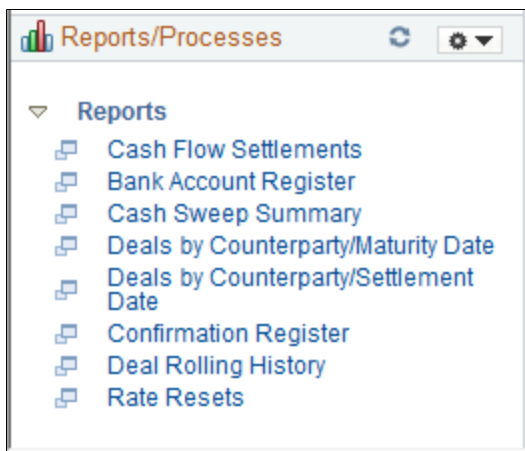 Reports/Processes
Reports
Cash Flow Settlements
Bank Account Register
Cash Sweep Summary
Deals by Counterparty/Maturity Date
Deals by Counterparty/Settlement
Date
Confirmation Register
Deal Rolling History
Rate Resets